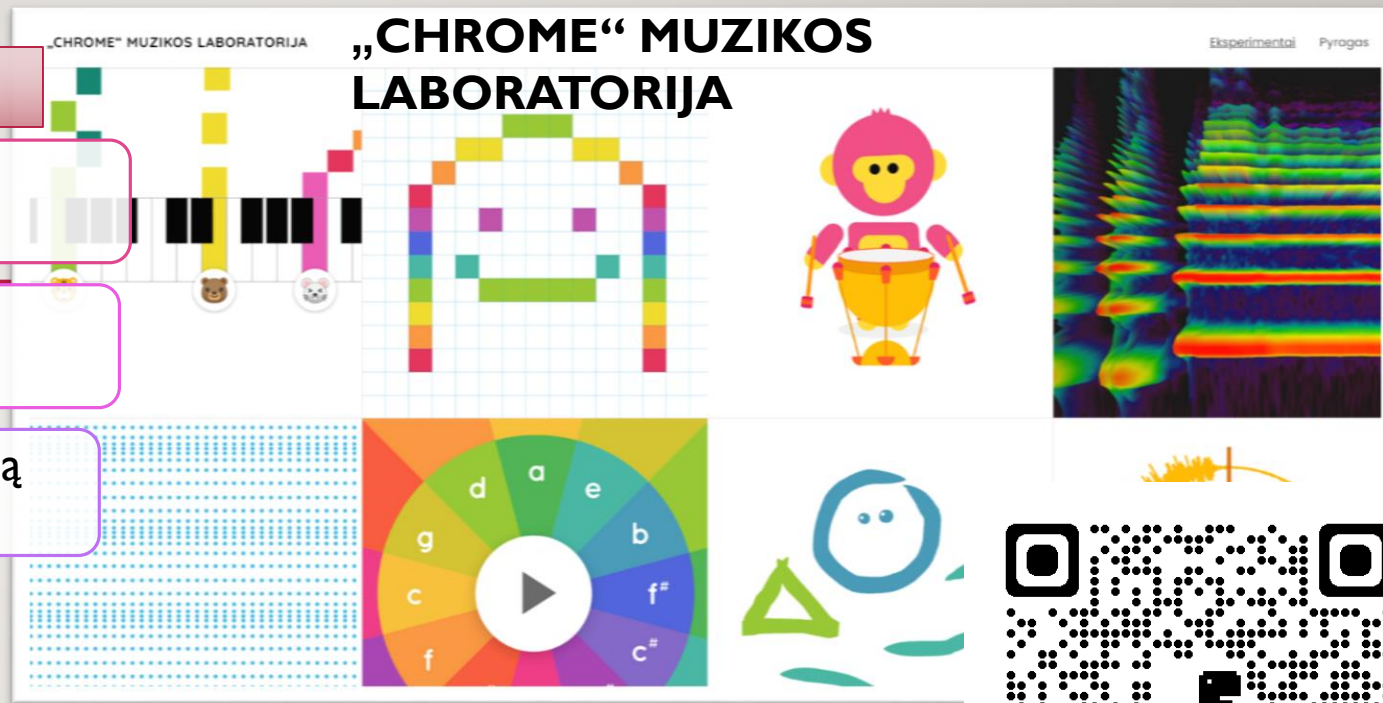 „CHROME“ MUZIKOS LABORATORIJA
„CHROME“ MUZIKOS
LABORATORIJA
Eksperimentai
Pyragas
ą
a
d
e
g
b
c
f#
f
c#